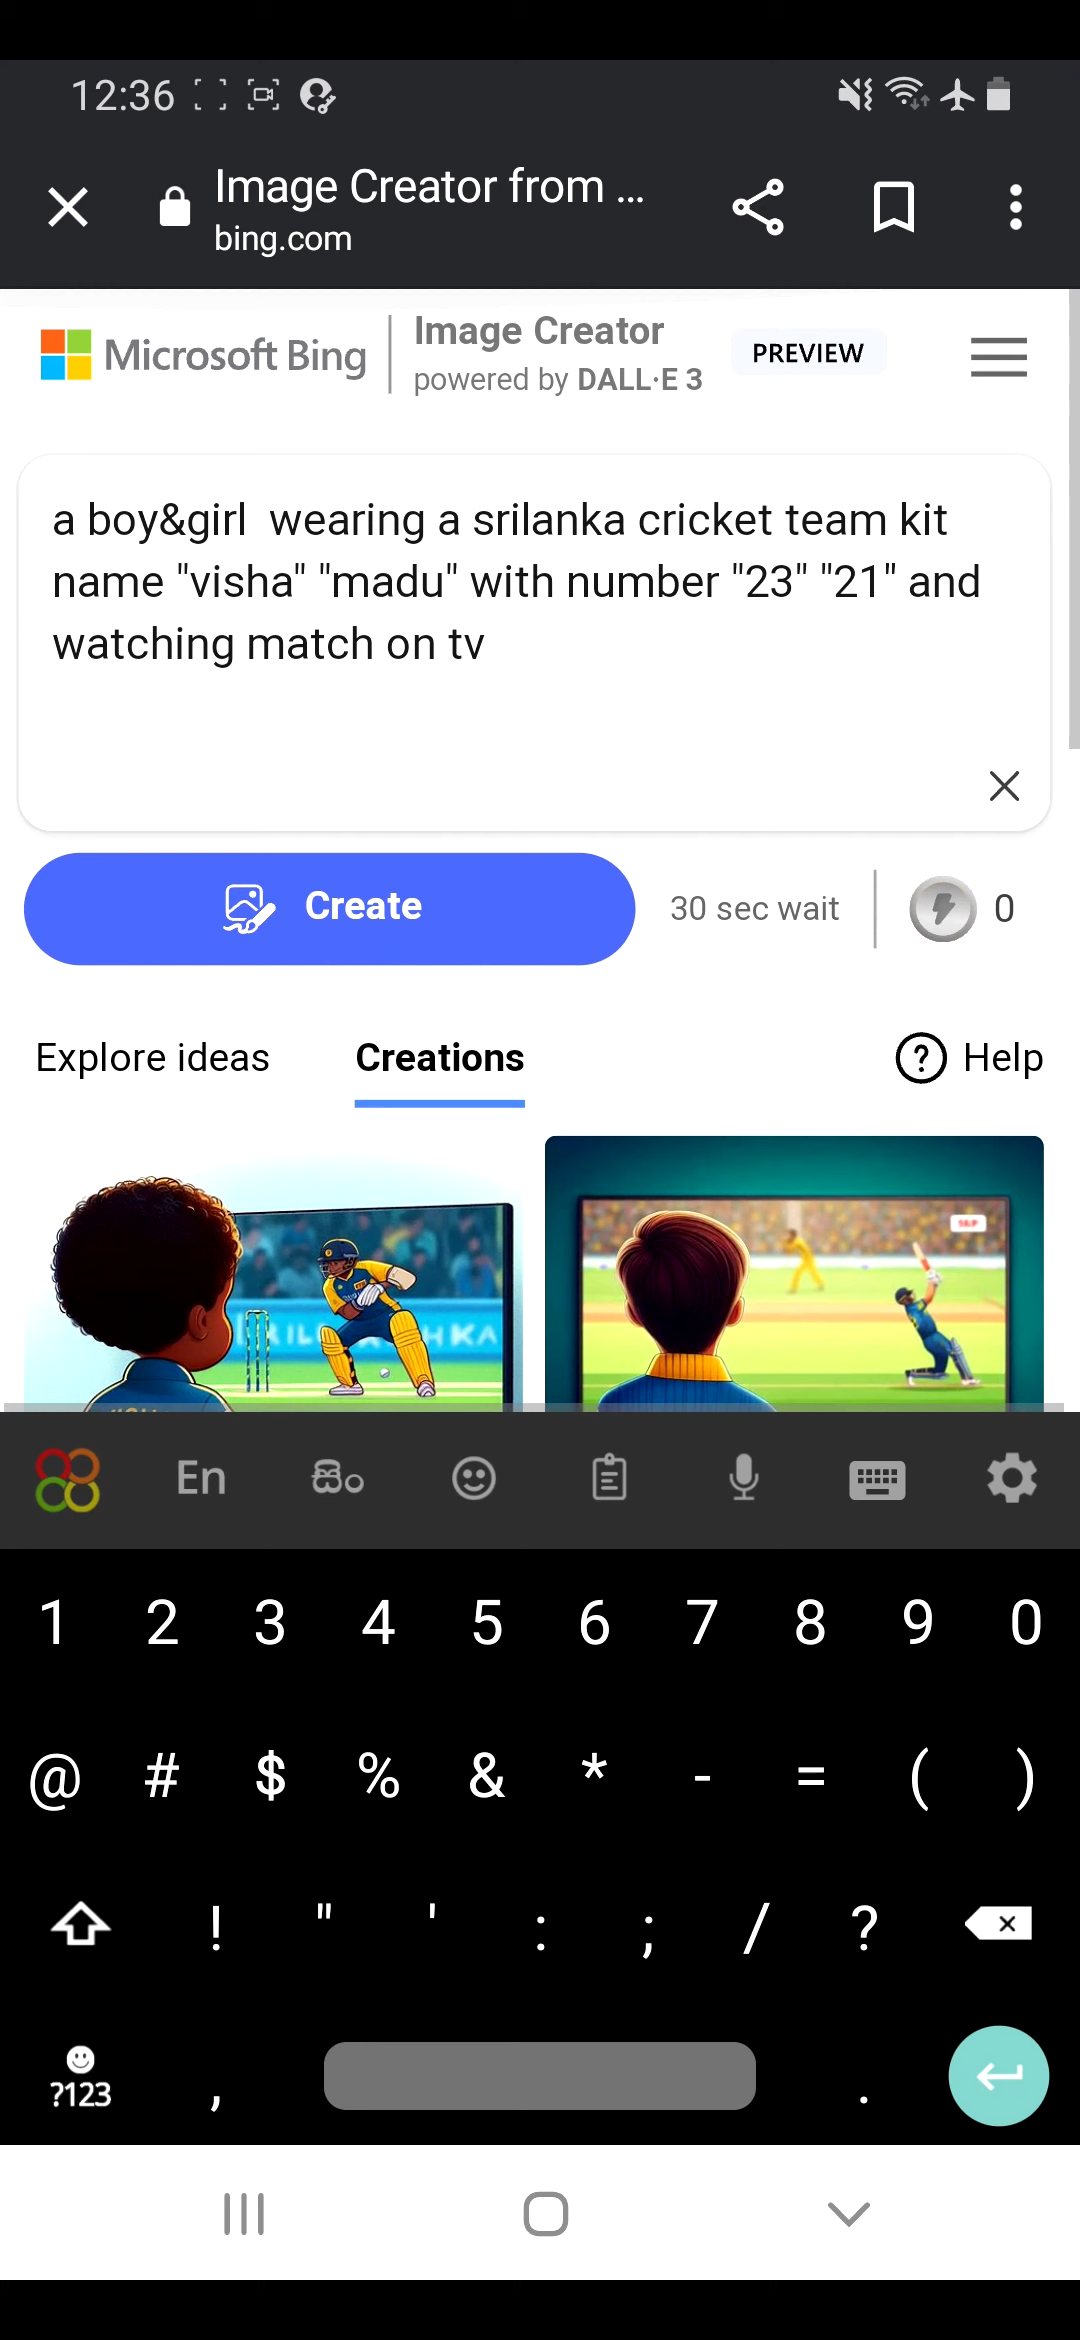 12:36
Image Creator from ...
bing.com
Microsoft Bing
Image Creator
powered by DALL·E 3
PREVIEW
a boy&girl  wearing a srilanka cricket team kit
name "visha" "madu" with number "23" "21" and
watching match on tv
Create
30 sec wait
0
Explore ideas
Creations
Help
SKIP
En
සිං
1 2 3 4 5 6 7 8 9 0
@ # $ % & * - = ( )
! " ' : ; / ?
?123 , .